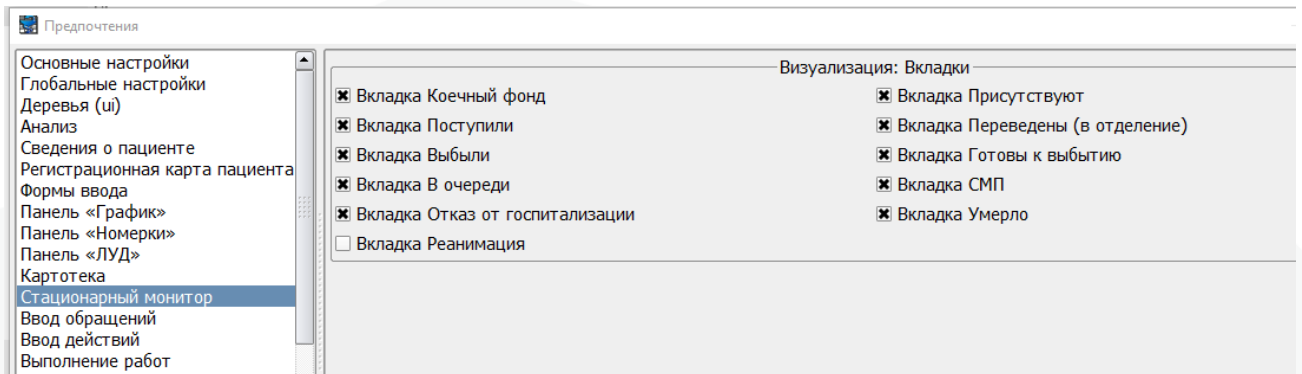 Предпочтения
Основные настройки
Глобальные настройки
Деревья (ui)
Анализ
Сведения о пациенте
Регистрационная карта пациента
Формы ввода
Панель «График»
Панель «Номерки»
Панель «ЛУД»
Картотека
Стационарный монитор
Ввод обращений
Ввод действий
Выполнение работ
Визуализация: Вкладки
Вкладка Коечный фонд
Вкладка Присутствуют
Вкладка Поступили
Вкладка Переведены (в отделение)
Вкладка Выбыли
Вкладка Готовы к выбытию
Вкладка В очереди
Вкладка СМП
Вкладка Отказ от госпитализации
Вкладка Умерло
Вкладка Реанимация